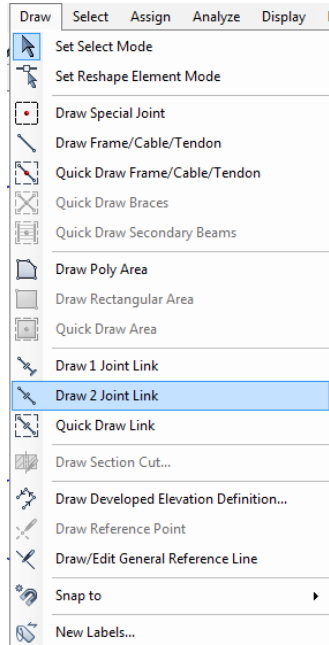 Draw Select Assign Analyze Display
Set Select Mode
Set Reshape Element Mode
Draw Special Joint
Draw Frame/Cable/Tendon
Quick Draw Frame/Cable/Tendon
Quick Draw Braces
Quick Draw Secondary Beams
Draw Poly Area
Draw Rectangular Area
Quick Draw Area
Draw 1 Joint Link
Draw 2 Joint Link
Quick Draw Link
Draw Section Cut...
Draw Developed Elevation Definition...
Draw Reference Point
Draw/Edit General Reference Line
Snap to
New Labels...